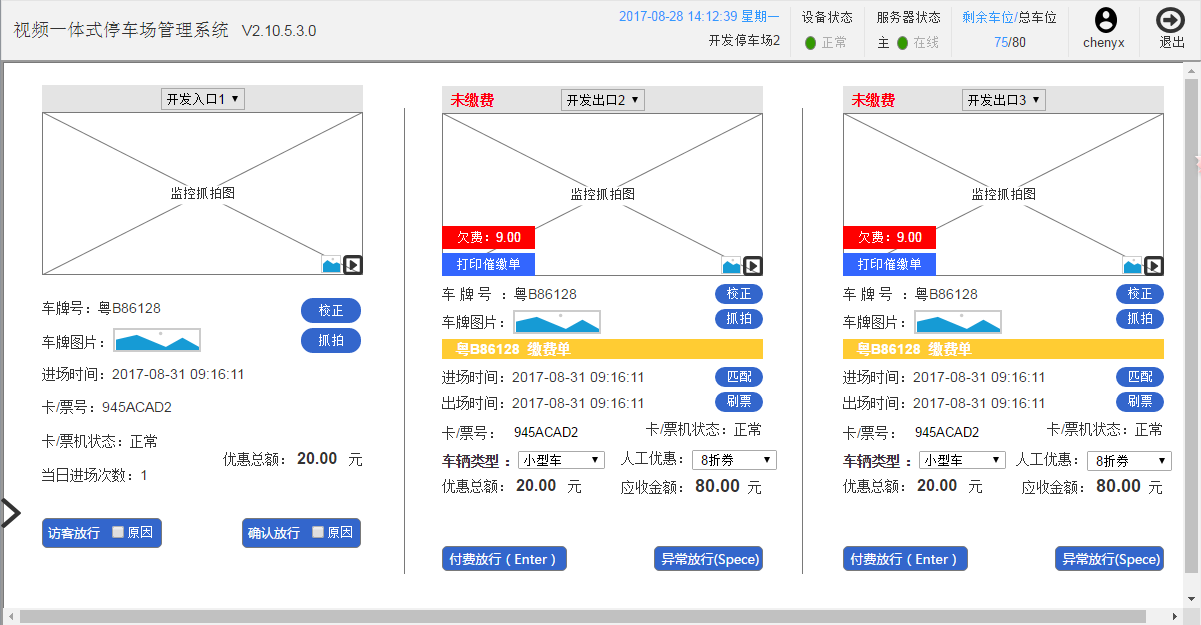 视频一体式停车场管理系统 V2.10.5.3.0
2017-08-28 14:12:39 星期一
开发停车场2
设备状态
正常
服务器状态
主 在线
剩余车位/总车位
75/80
chenyx
退出
开发入口1
监控抓拍图
车牌号：粤B86128
校正
车牌图片：
抓拍
进场时间：2017-08-31 09:16:11
卡/票号：945ACAD2
卡/票机状态：正常
优惠总额： 20.00 元
当日进场次数：1
访客放行 原因
确认放行 原因
未缴费
开发出口2
监控抓拍图
欠费：9.00
打印催缴单
车 牌 号 ：粤B86128
校正
车牌图片：
抓拍
粤B86128 缴费单
进场时间：2017-08-31 09:16:11
匹配
出场时间：2017-08-31 09:16:11
刷票
卡/票号： 945ACAD2
卡/票机状态：正常
车辆类型： 小型车
人工优惠： 8折券
优惠总额： 20.00 元
应收金额： 80.00 元
付费放行（Enter）
异常放行(Spece)
未缴费
开发出口3
监控抓拍图
欠费：9.00
打印催缴单
车 牌 号 ：粤B86128
校正
车牌图片：
抓拍
粤B86128 缴费单
进场时间：2017-08-31 09:16:11
匹配
出场时间：2017-08-31 09:16:11
刷票
卡/票号： 945ACAD2
卡/票机状态：正常
车辆类型： 小型车
人工优惠： 8折券
优惠总额： 20.00 元
应收金额： 80.00 元
付费放行（Enter）
异常放行(Spece)